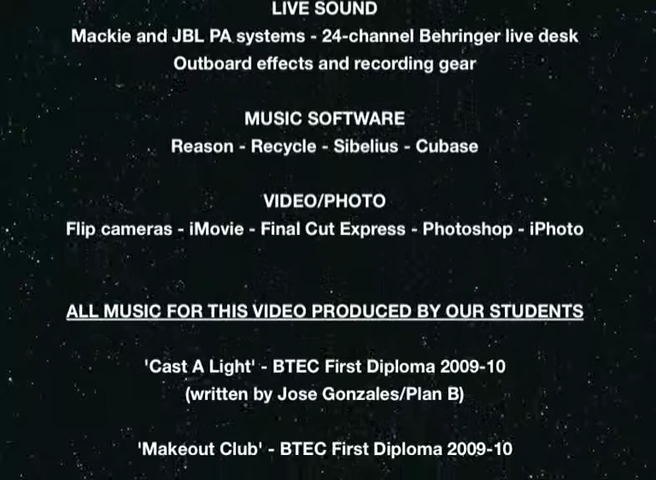 LIVE SOUND
Mackie and JBL PA systems - 24-channel Behringer live desk
Outboard effects and recording gear
MUSIC SOFTWARE
Reason - Recycle - Sibelius - Cubase
VIDEO/PHOTO
Flip cameras - iMovie - Final Cut Express - Photoshop - iPhoto
ALL MUSIC FOR THIS VIDEO PRODUCED BY OUR STUDENTS
'Cast A Light' - BTEC First Diploma 2009-10
(written by Jose Gonzales/Plan B)
'Makeout Club' - BTEC First Diploma 2009-10